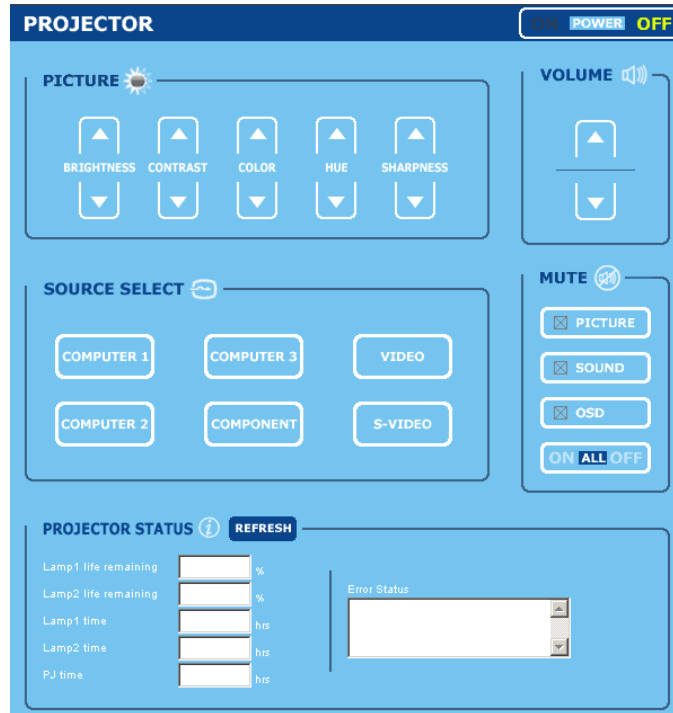 PROJECTOR
ON POWER OFF
PICTURE
VOLUME
BRIGHTNESS CONTRAST COLOR HUE SHARPNESS
SOURCE SELECT
MUTE
COMPUTER 1 COMPUTER 3 VIDEO
PICTURE
SOUND
COMPUTER 2 COMPONENT S-VIDEO
OSD
ON ALL OFF
PROJECTOR STATUS i REFRESH
Lamp1 life remaining %
Lamp2 life remaining %
Lamp1 time hrs
Lamp2 time hrs
PJ time hrs
Error Status